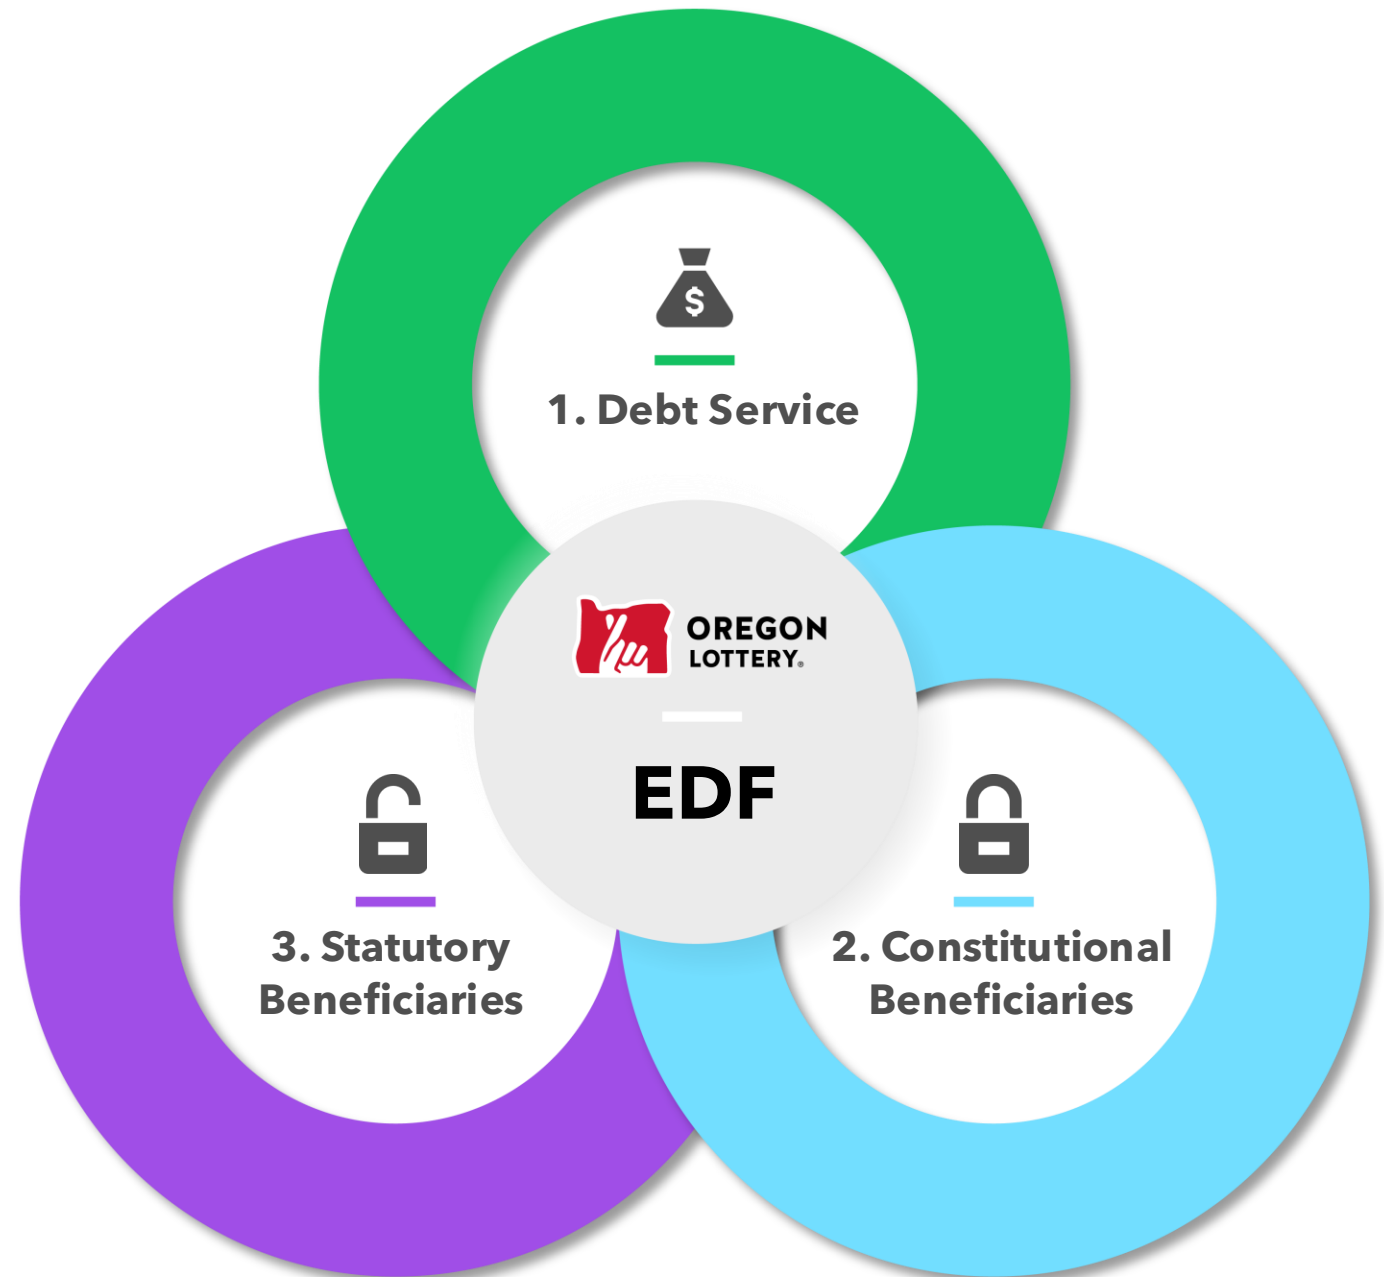 $
1. Debt Service
OREGON
LOTTERY®
EDF
3. Statutory
Beneficiaries
2. Constitutional
Beneficiaries